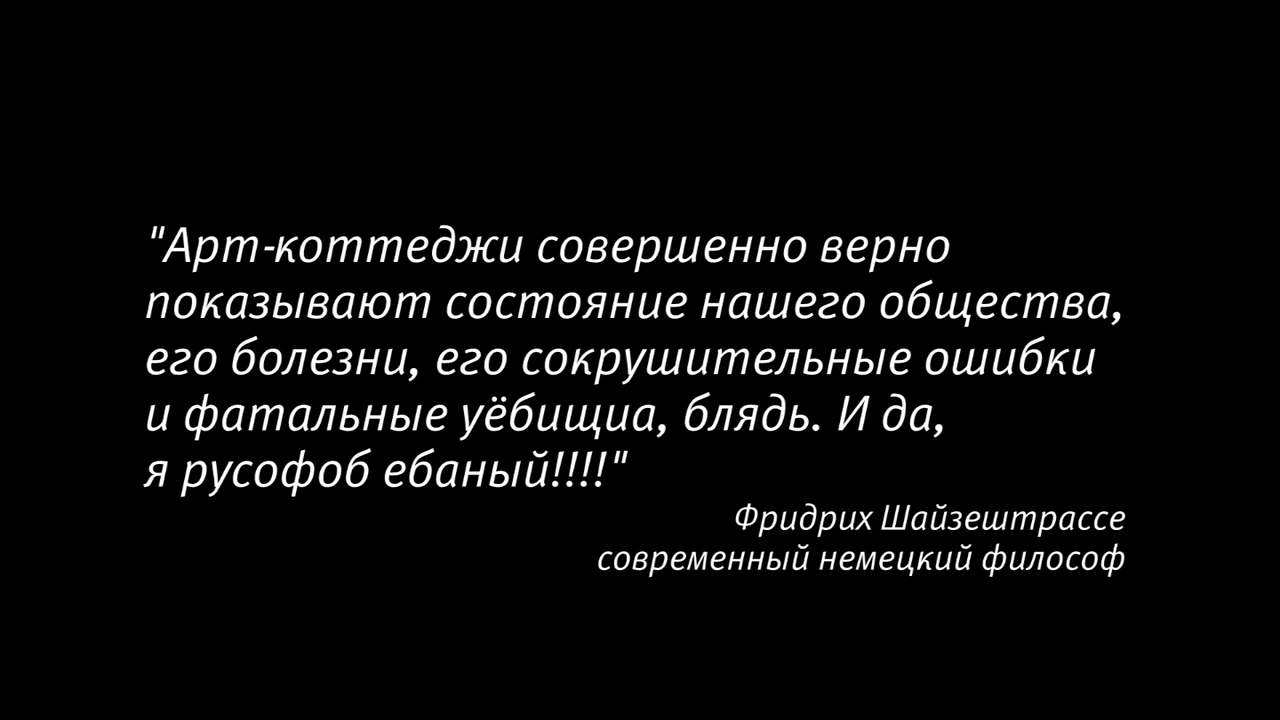 "Арт-коттеджи совершенно верно
показывают состояние нашего общества,
его болезни, его сокрушительные ошибки
и фатальные уёбищиа, блядь. И да,
я русофоб ебаный!!!!"
Фридрих Шайзештрассе
современный немецкий философ